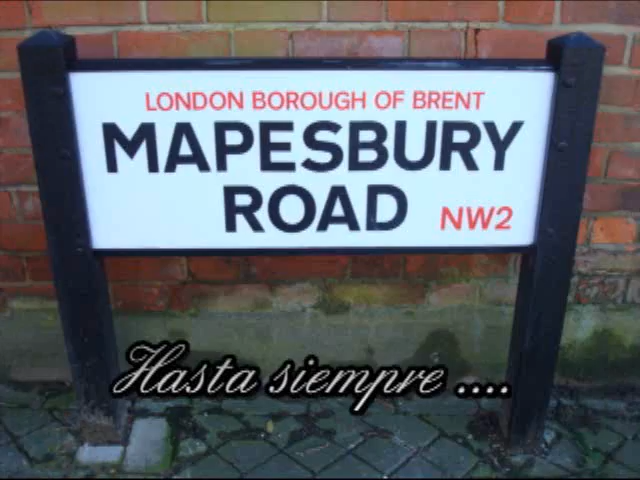 LONDON BOROUGH OF BRENT
MAPESBURY
ROAD NW2
Hasta siempre ....